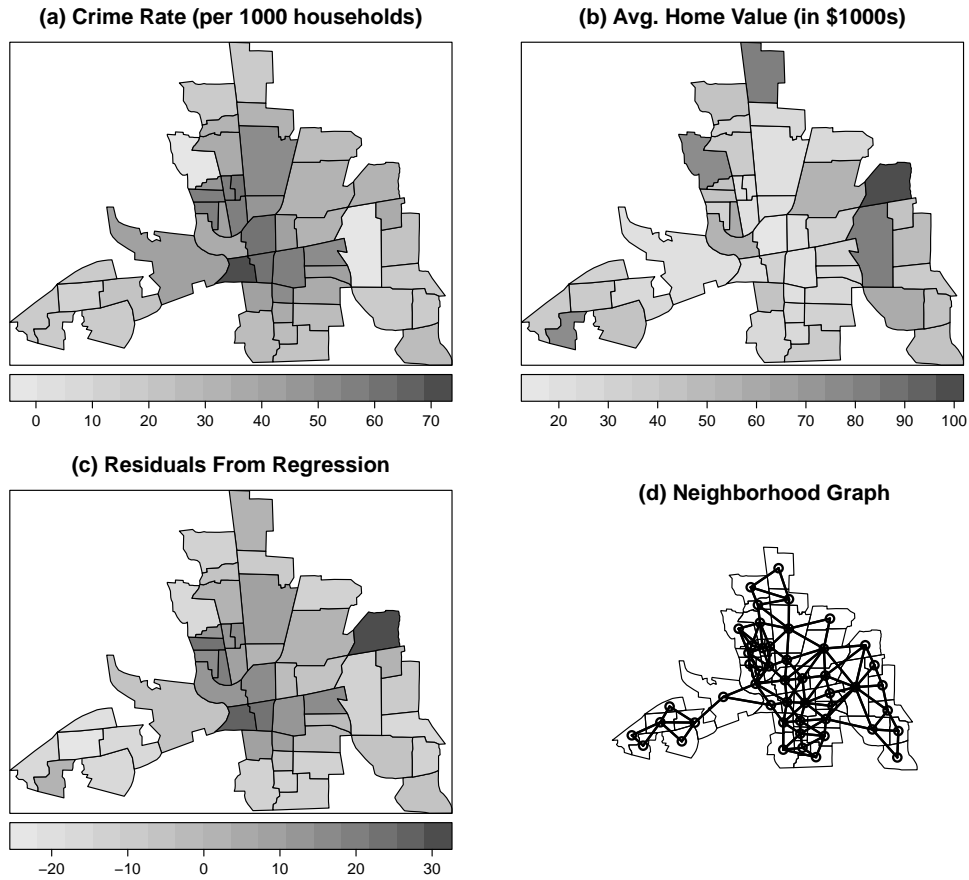 (a) Crime Rate (per 1000 households)
(b) Avg. Home Value (in $1000s)
0 10 20 30 40 50 60 70
20 30 40 50 60 70 80 90 100
(c) Residuals From Regression
(d) Neighborhood Graph
−20 −10 0 10 20 30